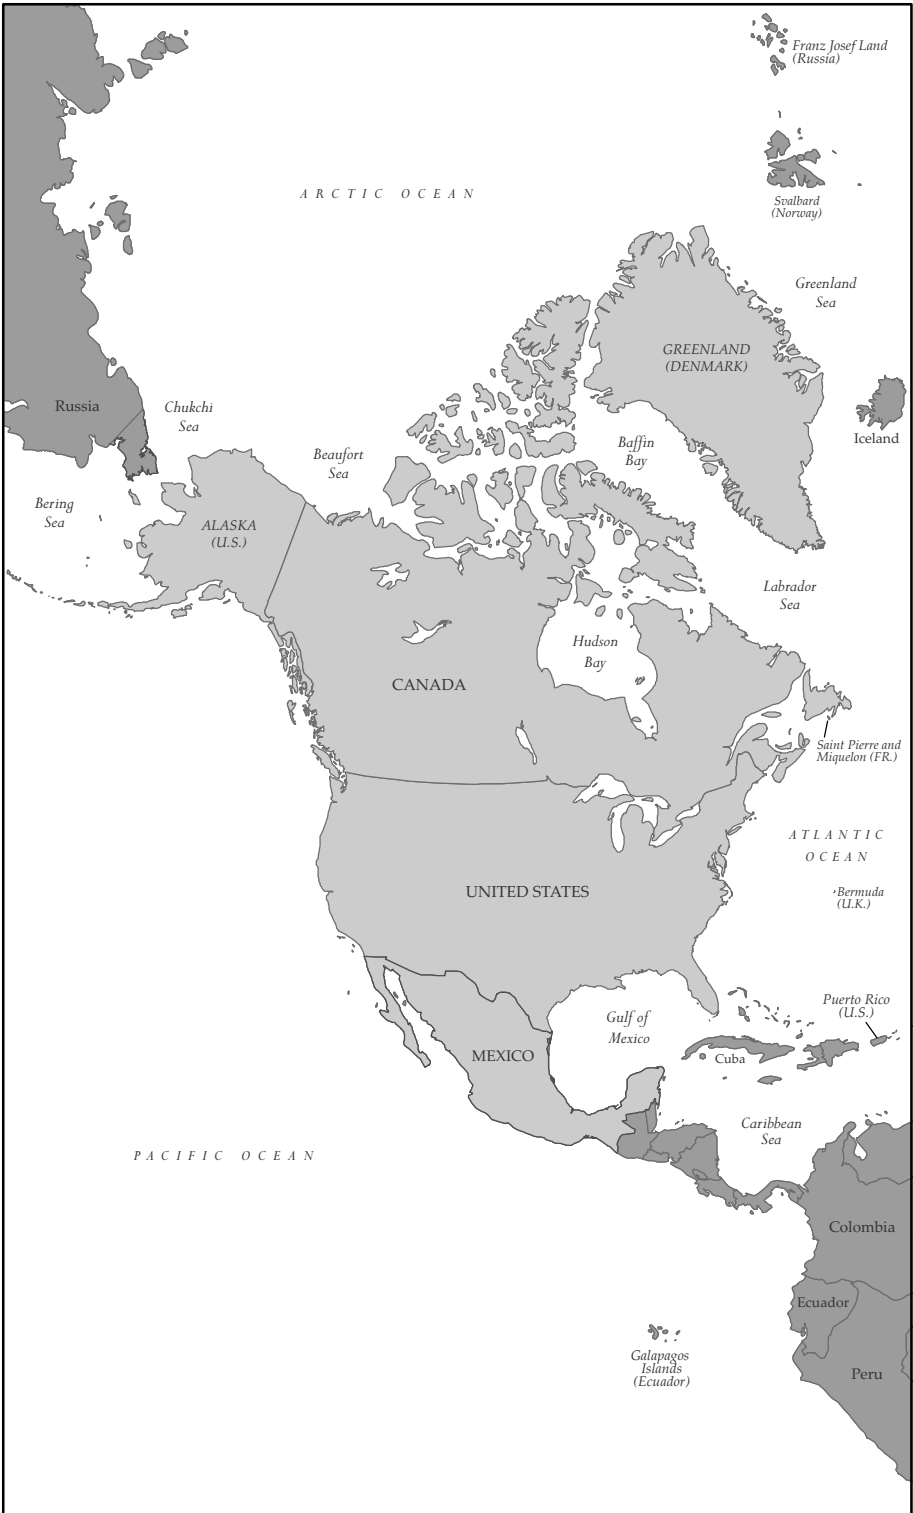 Franz Josef Land
(Russia)
ARCTIC OCEAN
Svalbard
(Norway)
Greenland
Sea
GREENLAND
(DENMARK)
Russia
Chukchi
Sea
Iceland
Baffin
Bay
Beaufort
Sea
Bering
Sea
ALASKA
(U.S.)
Labrador
Sea
Hudson
Bay
CANADA
Saint Pierre and
Miquelon (FR.)
ATLANTIC
OCEAN
UNITED STATES
Bermuda
(U.K.)
Puerto Rico
(U.S.)
Gulf of
Mexico
MEXICO
Cuba
Caribbean
Sea
PACIFIC OCEAN
Colombia
Ecuador
Galapagos
Islands
(Ecuador)
Peru